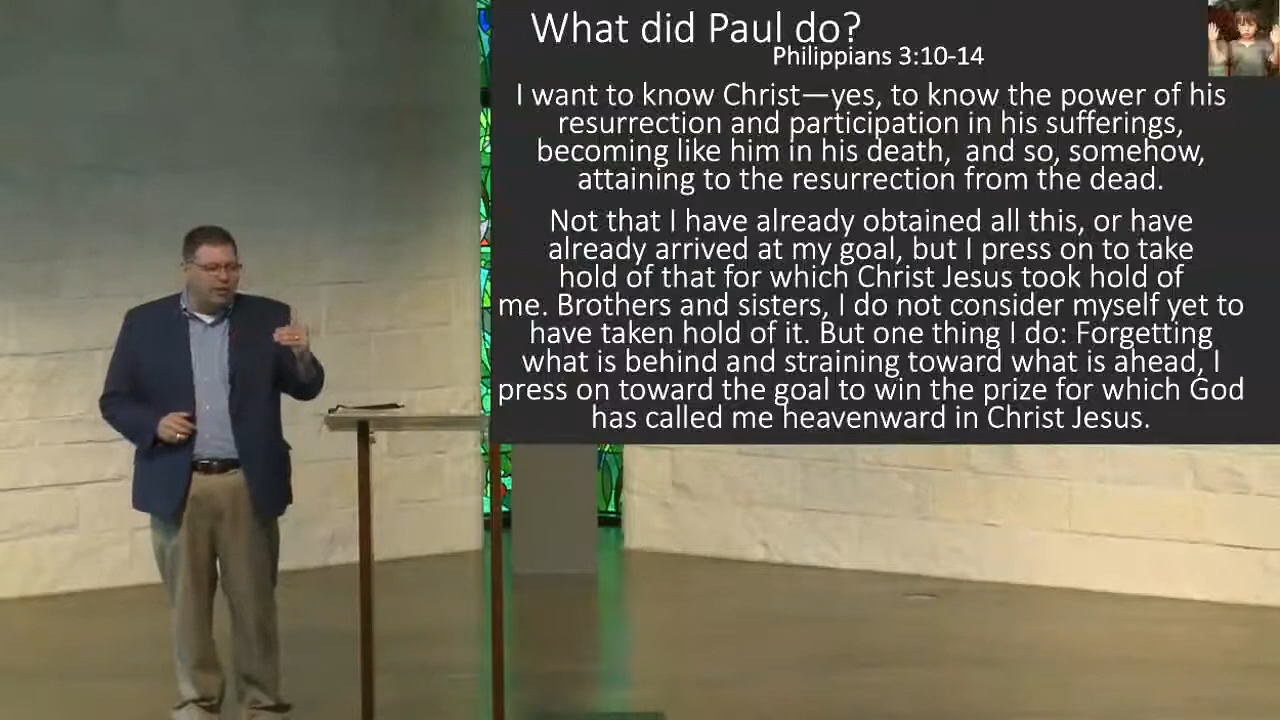 What did Paul do?
Philippians 3:10-14
I want to know Christ—yes, to know the power of his
resurrection and participation in his sufferings,
becoming like him in his death,  and so, somehow,
attaining to the resurrection from the dead.
Not that I have already obtained all this, or have
already arrived at my goal, but I press on to take
hold of that for which Christ Jesus took hold of
me. Brothers and sisters, I do not consider myself yet to
have taken hold of it. But one thing I do: Forgetting
what is behind and straining toward what is ahead, I
press on toward the goal to win the prize for which God
has called me heavenward in Christ Jesus.